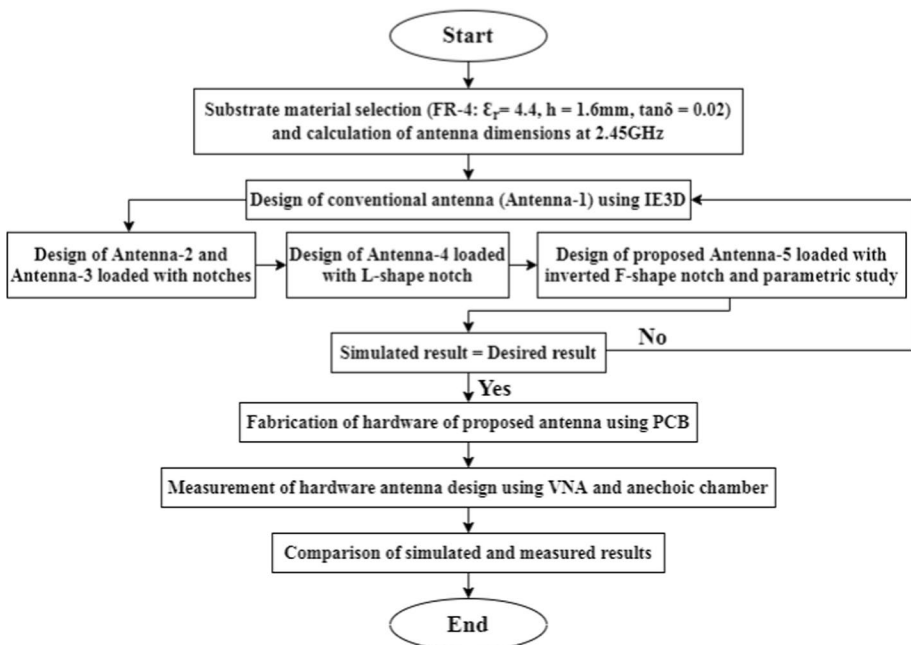 Start
Substrate material selection (FR-4: Ɛr= 4.4, h = 1.6mm, tanδ = 0.02)
and calculation of antenna dimensions at 2.45GHz
Design of conventional antenna (Antenna-1) using IE3D
Design of Antenna-2 and
Antenna-3 loaded with notches
Design of Antenna-4 loaded
with L-shape notch
Design of proposed Antenna-5 loaded with
inverted F-shape notch and parametric study
Simulated result = Desired result
No
Yes
Fabrication of hardware of proposed antenna using PCB
Measurement of hardware antenna design using VNA and anechoic chamber
Comparison of simulated and measured results
End